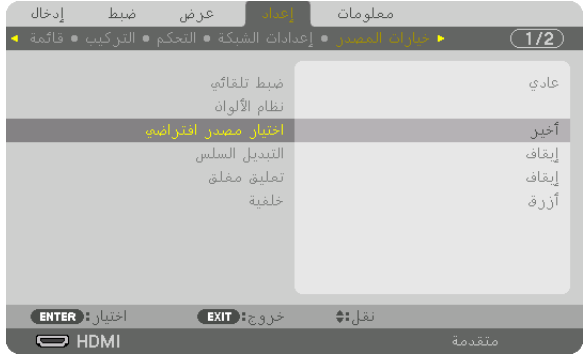 إدخال ضبط عرض إعداد معلومات
قائمة ● التركيب ● التحكم ● إعدادات الشبكة ● خيارات المصدر 1/2
ضبط تلقائي عادي
نظام الألوان
اختيار مصدر افتراضي أخير
التبديل السلس إيقاف
تعليق مغلق إيقاف
خلفية أزرق
ENTER :اختيار EXIT :خروج نقل:
HDMI متقدمة